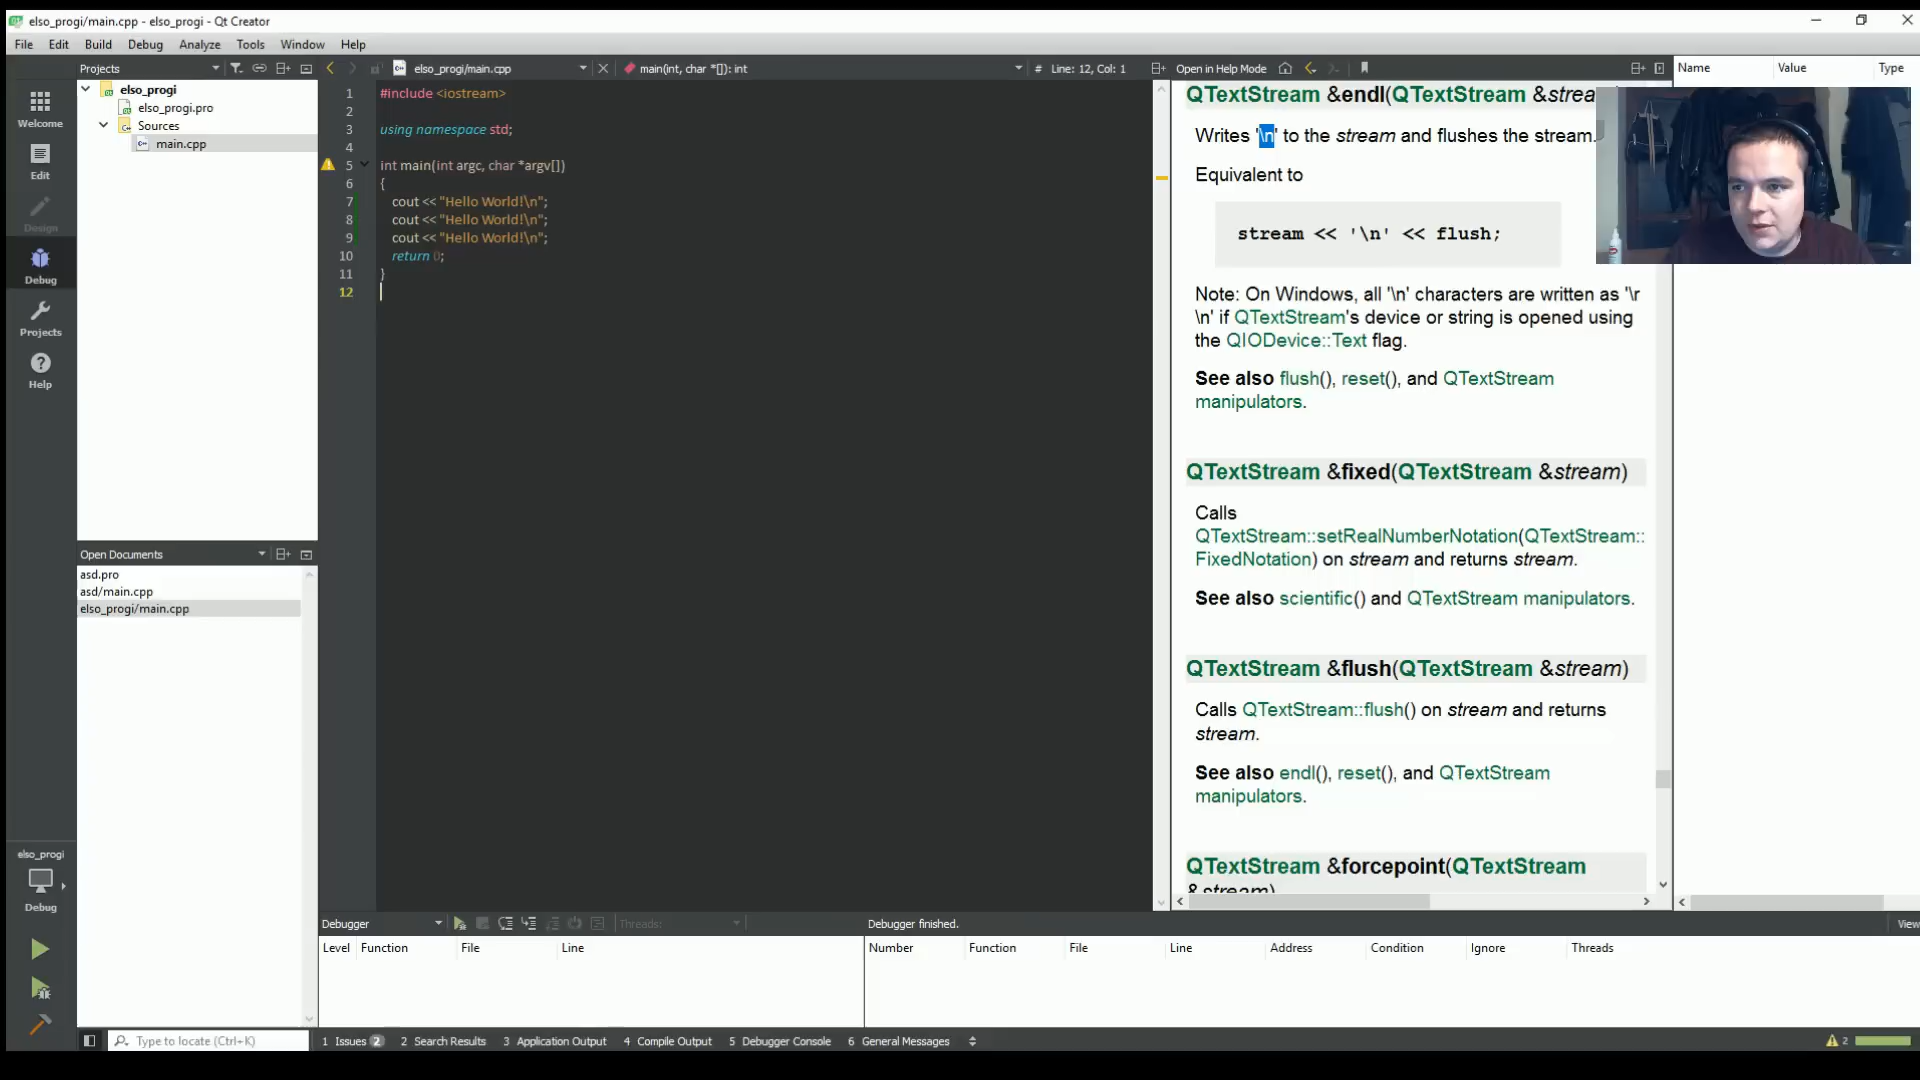 elso_progi/main.cpp - elso_progi - Qt Creator
File Edit Build Debug Analyze Tools Window Help
Projects
elso_progi/main.cpp
main(int, char *[]): int
# Line: 12, Col: 1
Open in Help Mode
Name Value Type
Welcome
Edit
Design
Debug
Projects
Help
elso_progi
elso_progi.pro
Sources
main.cpp
Open Documents
asd.pro
asd/main.cpp
elso_progi/main.cpp
1 #include <iostream>
2
3 using namespace std;
4
5 int main(int argc, char *argv[])
6 {
7 cout << "Hello World!\n";
8 cout << "Hello World!\n";
9 cout << "Hello World!\n";
10 return 0;
11 }
12
QTextStream &endl(QTextStream &strea
Writes '\n' to the stream and flushes the stream.
Equivalent to
stream << '\n' << flush;
Note: On Windows, all '\n' characters are written as '\r
\n' if QTextStream's device or string is opened using
the QIODevice::Text flag.
See also flush(), reset(), and QTextStream
manipulators.
QTextStream &fixed(QTextStream &stream)
Calls
QTextStream::setRealNumberNotation(QTextStream::
FixedNotation) on stream and returns stream.
See also scientific() and QTextStream manipulators.
QTextStream &flush(QTextStream &stream)
Calls QTextStream::flush() on stream and returns
stream.
See also endl(), reset(), and QTextStream
manipulators.
QTextStream &forcepoint(QTextStream
&stream)
elso_progi
Debug
Debugger
Threads:
Debugger finished.
View
Level Function File Line
Number Function File Line Address Condition Ignore Threads
Type to locate (Ctrl+K)
1 Issues 2
2 Search Results
3 Application Output
4 Compile Output
5 Debugger Console
6 General Messages
2